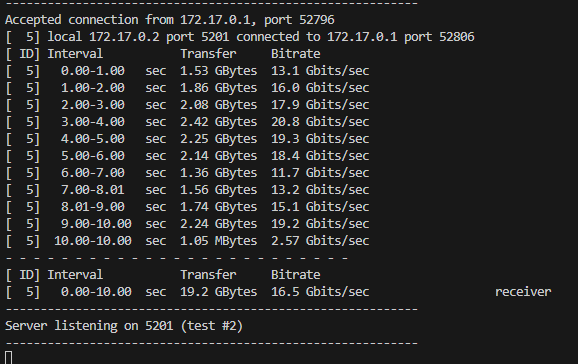 -----------------------------------------------------------
Accepted connection from 172.17.0.1, port 52796
[  5] local 172.17.0.2 port 5201 connected to 172.17.0.1 port 52806
[ ID] Interval           Transfer     Bitrate
[  5]   0.00-1.00   sec  1.53 GBytes  13.1 Gbits/sec
[  5]   1.00-2.00   sec  1.86 GBytes  16.0 Gbits/sec
[  5]   2.00-3.00   sec  2.08 GBytes  17.9 Gbits/sec
[  5]   3.00-4.00   sec  2.42 GBytes  20.8 Gbits/sec
[  5]   4.00-5.00   sec  2.25 GBytes  19.3 Gbits/sec
[  5]   5.00-6.00   sec  2.14 GBytes  18.4 Gbits/sec
[  5]   6.00-7.00   sec  1.36 GBytes  11.7 Gbits/sec
[  5]   7.00-8.01   sec  1.56 GBytes  13.2 Gbits/sec
[  5]   8.01-9.00   sec  1.74 GBytes  15.1 Gbits/sec
[  5]   9.00-10.00  sec  2.24 GBytes  19.2 Gbits/sec
[  5]  10.00-10.00  sec  1.05 MBytes  2.57 Gbits/sec
- - - - - - - - - - - - - - - - - - - - - - - - -
[ ID] Interval           Transfer     Bitrate
[  5]   0.00-10.00  sec  19.2 GBytes  16.5 Gbits/sec                  receiver
-----------------------------------------------------------
Server listening on 5201 (test #2)
-----------------------------------------------------------